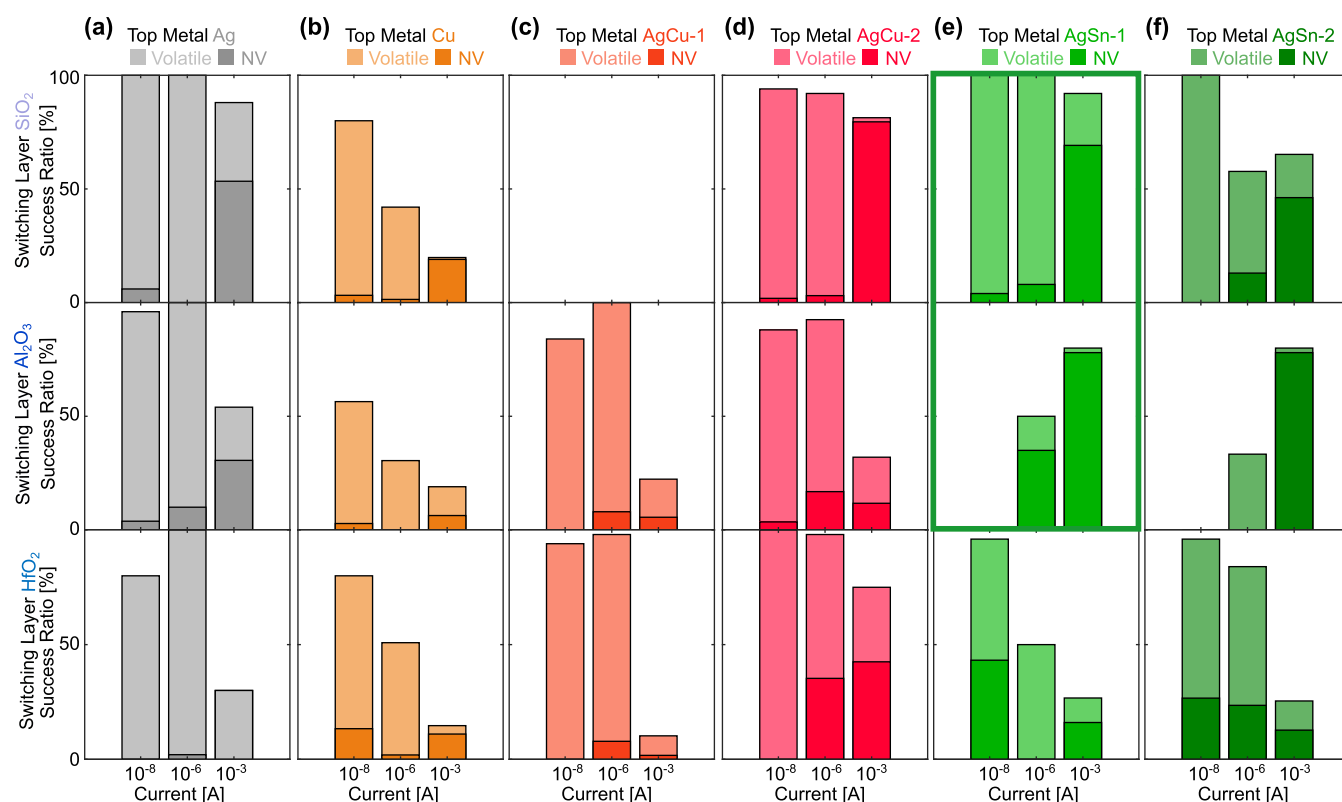 (a) (b) (c) (d) (e) (f)
Top Metal Ag Top Metal Cu Top Metal AgCu-1 Top Metal AgCu-2 Top Metal AgSn-1 Top Metal AgSn-2
Volatile NV Volatile NV Volatile NV Volatile NV Volatile NV Volatile NV
Switching Layer SiO₂
Success Ratio [%]
100
50
0
Switching Layer Al₂O₃
Success Ratio [%]
50
0
Switching Layer HfO₂
Success Ratio [%]
50
0
10⁻⁸ 10⁻⁶ 10⁻³ 10⁻⁸ 10⁻⁶ 10⁻³ 10⁻⁸ 10⁻⁶ 10⁻³ 10⁻⁸ 10⁻⁶ 10⁻³ 10⁻⁸ 10⁻⁶ 10⁻³ 10⁻⁸ 10⁻⁶ 10⁻³
Current [A] Current [A] Current [A] Current [A] Current [A] Current [A]